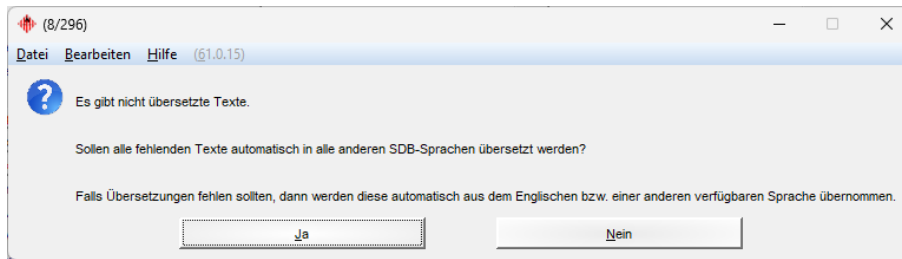 (8/296)
Datei Bearbeiten Hilfe (61.0.15)
Es gibt nicht übersetzte Texte.
Sollen alle fehlenden Texte automatisch in alle anderen SDB-Sprachen übersetzt werden?
Falls Übersetzungen fehlen sollten, dann werden diese automatisch aus dem Englischen bzw. einer anderen verfügbaren Sprache übernommen.
Ja Nein